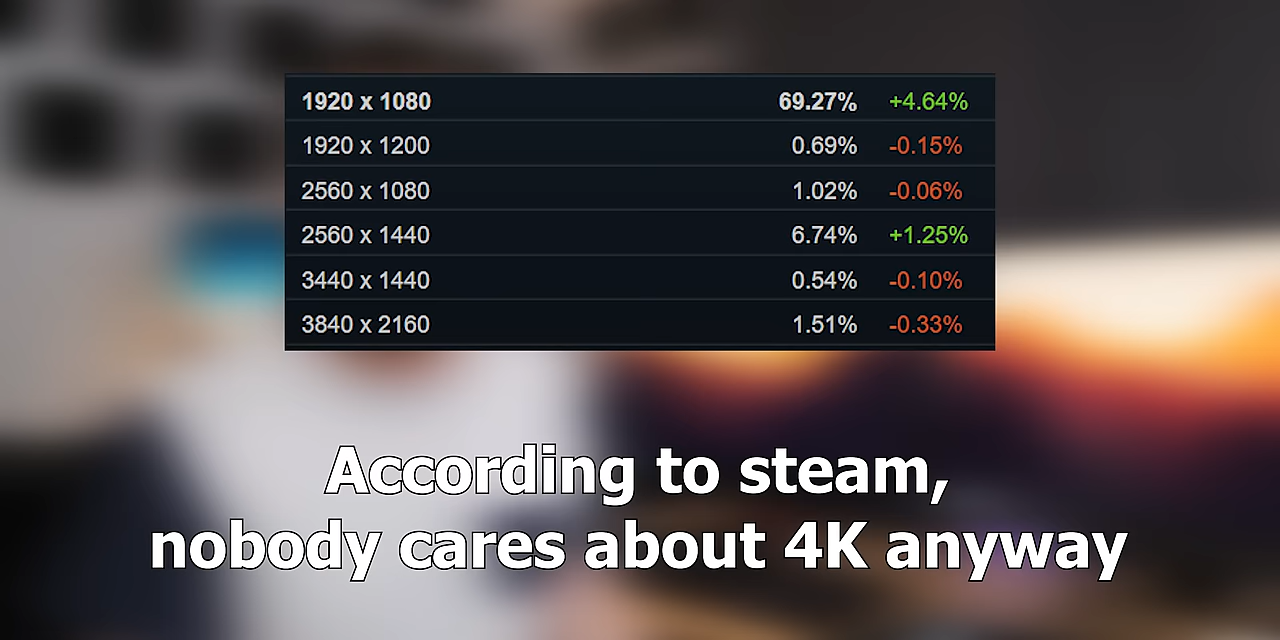 1920 x 1080 69.27% +4.64%
1920 x 1200 0.69% -0.15%
2560 x 1080 1.02% -0.06%
2560 x 1440 6.74% +1.25%
3440 x 1440 0.54% -0.10%
3840 x 2160 1.51% -0.33%
According to steam,
nobody cares about 4K anyway